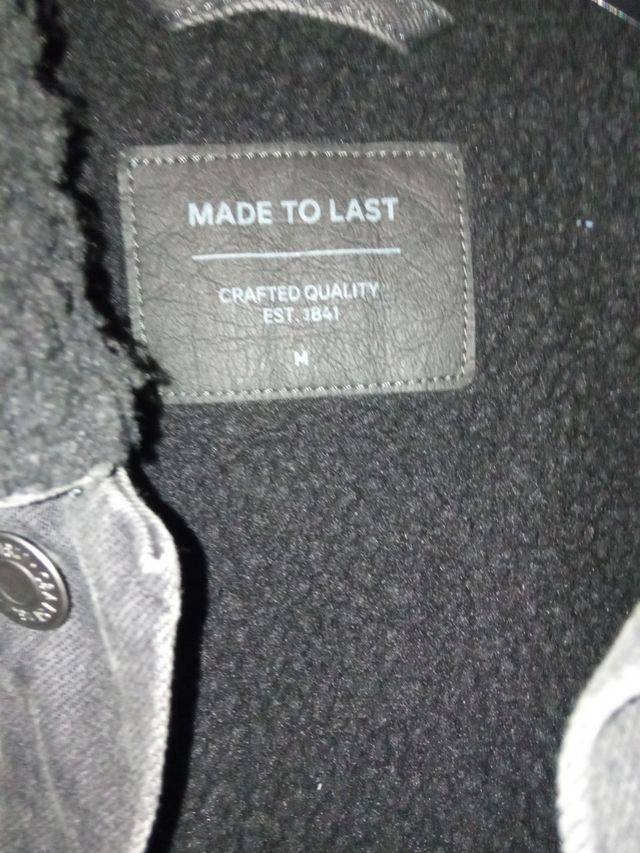 MADE TO LAST
CRAFTED QUALITY
EST. 1841
M